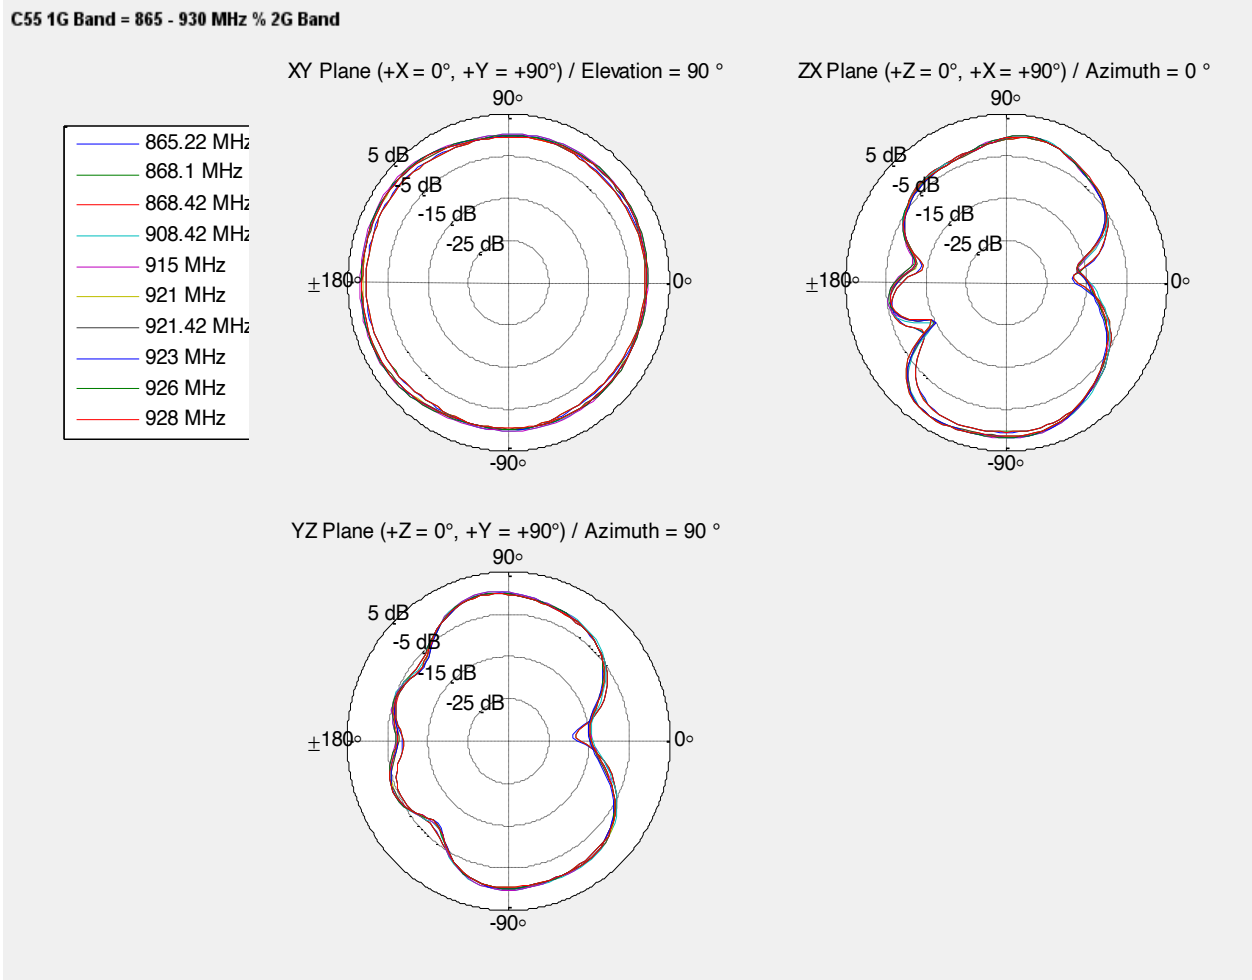 C55 1G Band = 865 - 930 MHz % 2G Band
XY Plane (+X = 0°, +Y = +90°) / Elevation = 90 °
90°
5 dB
-5 dB
-15 dB
-25 dB
±180°
0°
-90°
ZX Plane (+Z = 0°, +X = +90°) / Azimuth = 0 °
90°
5 dB
-5 dB
-15 dB
-25 dB
±180°
0°
-90°
865.22 MHz
868.1 MHz
868.42 MHz
908.42 MHz
915 MHz
921 MHz
921.42 MHz
923 MHz
926 MHz
928 MHz
YZ Plane (+Z = 0°, +Y = +90°) / Azimuth = 90 °
90°
5 dB
-5 dB
-15 dB
-25 dB
±180°
0°
-90°